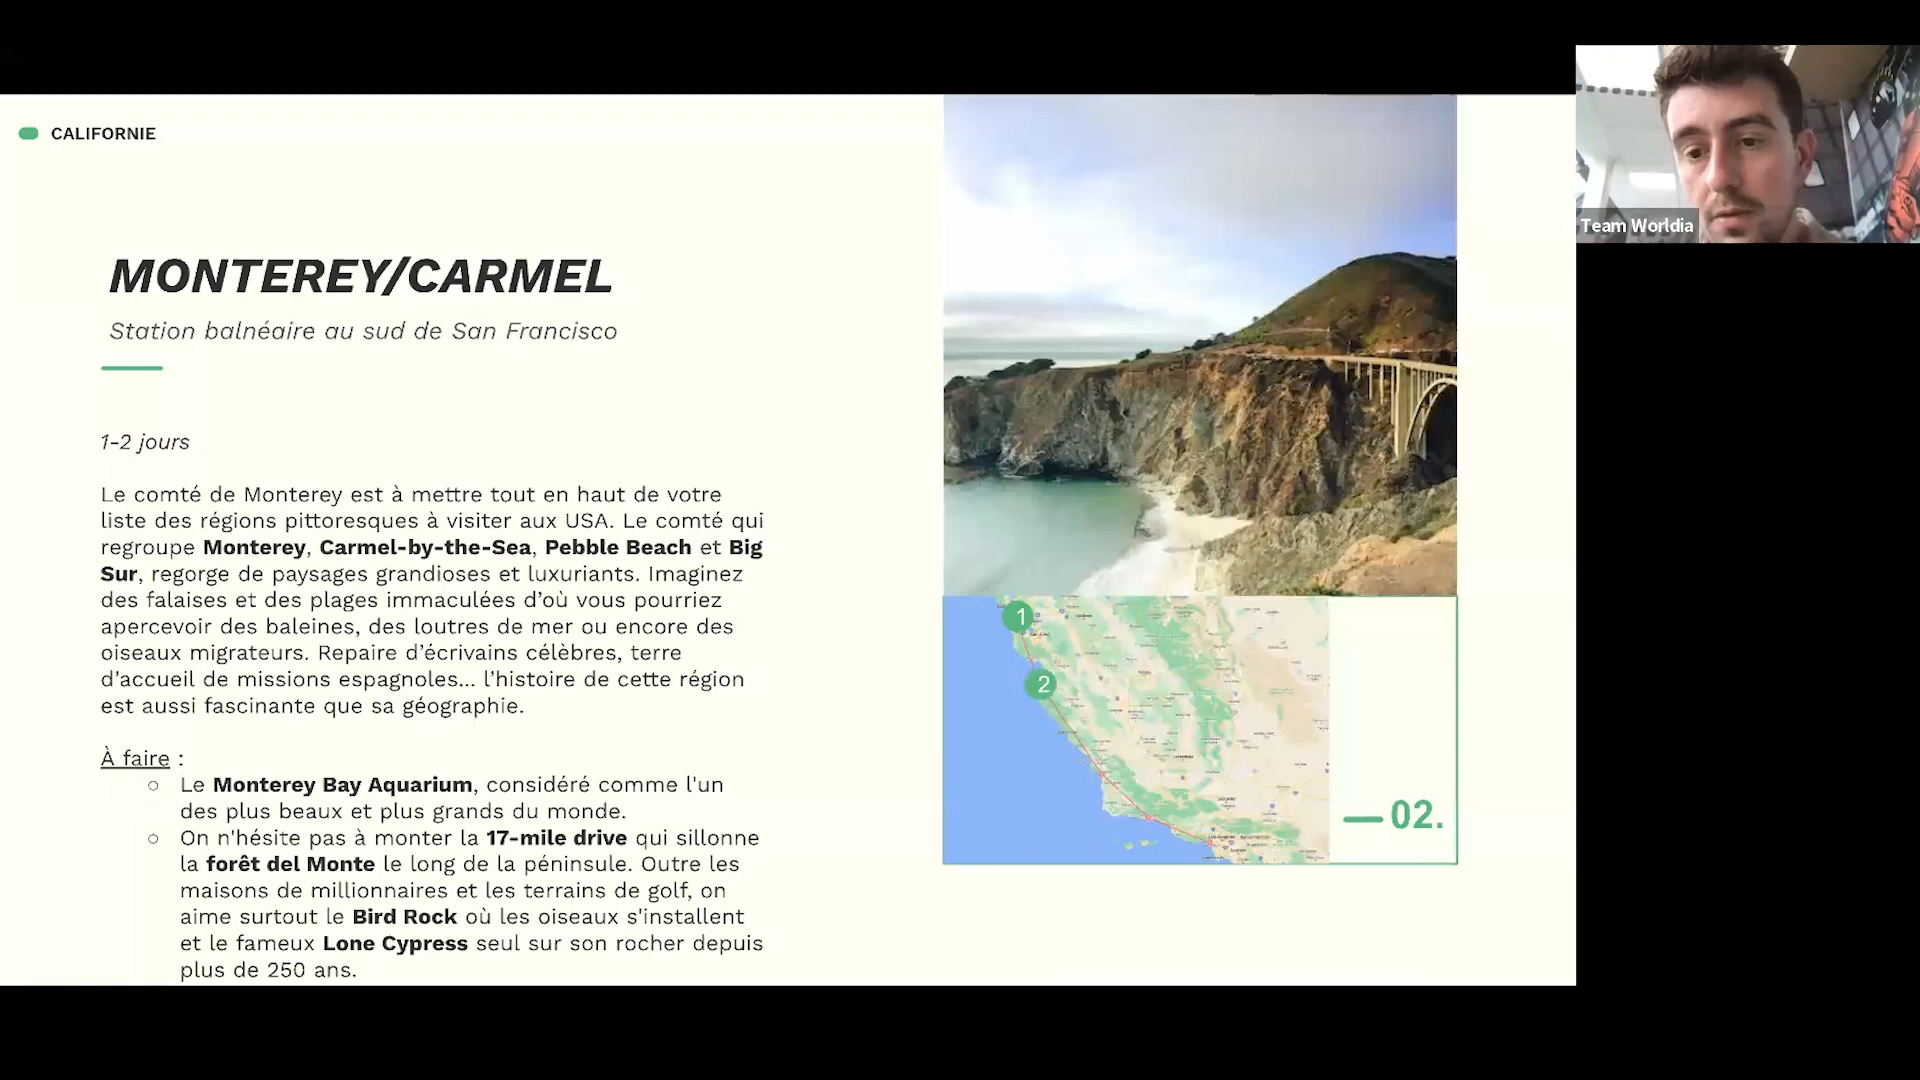 CALIFORNIE
MONTEREY/CARMEL
Station balnéaire au sud de San Francisco
1-2 jours
Le comté de Monterey est à mettre tout en haut de votre
liste des régions pittoresques à visiter aux USA. Le comté qui
regroupe Monterey, Carmel-by-the-Sea, Pebble Beach et Big
Sur, regorge de paysages grandioses et luxuriants. Imaginez
des falaises et des plages immaculées d'où vous pourriez
apercevoir des baleines, des loutres de mer ou encore des
oiseaux migrateurs. Repaire d'écrivains célèbres, terre
d'accueil de missions espagnoles... l'histoire de cette région
est aussi fascinante que sa géographie.
À faire :
○ Le Monterey Bay Aquarium, considéré comme l'un
des plus beaux et plus grands du monde.
○ On n'hésite pas à monter la 17-mile drive qui sillonne
la forêt del Monte le long de la péninsule. Outre les
maisons de millionnaires et les terrains de golf, on
aime surtout le Bird Rock où les oiseaux s'installent
et le fameux Lone Cypress seul sur son rocher depuis
plus de 250 ans.
1
2
02.
Team Worldia